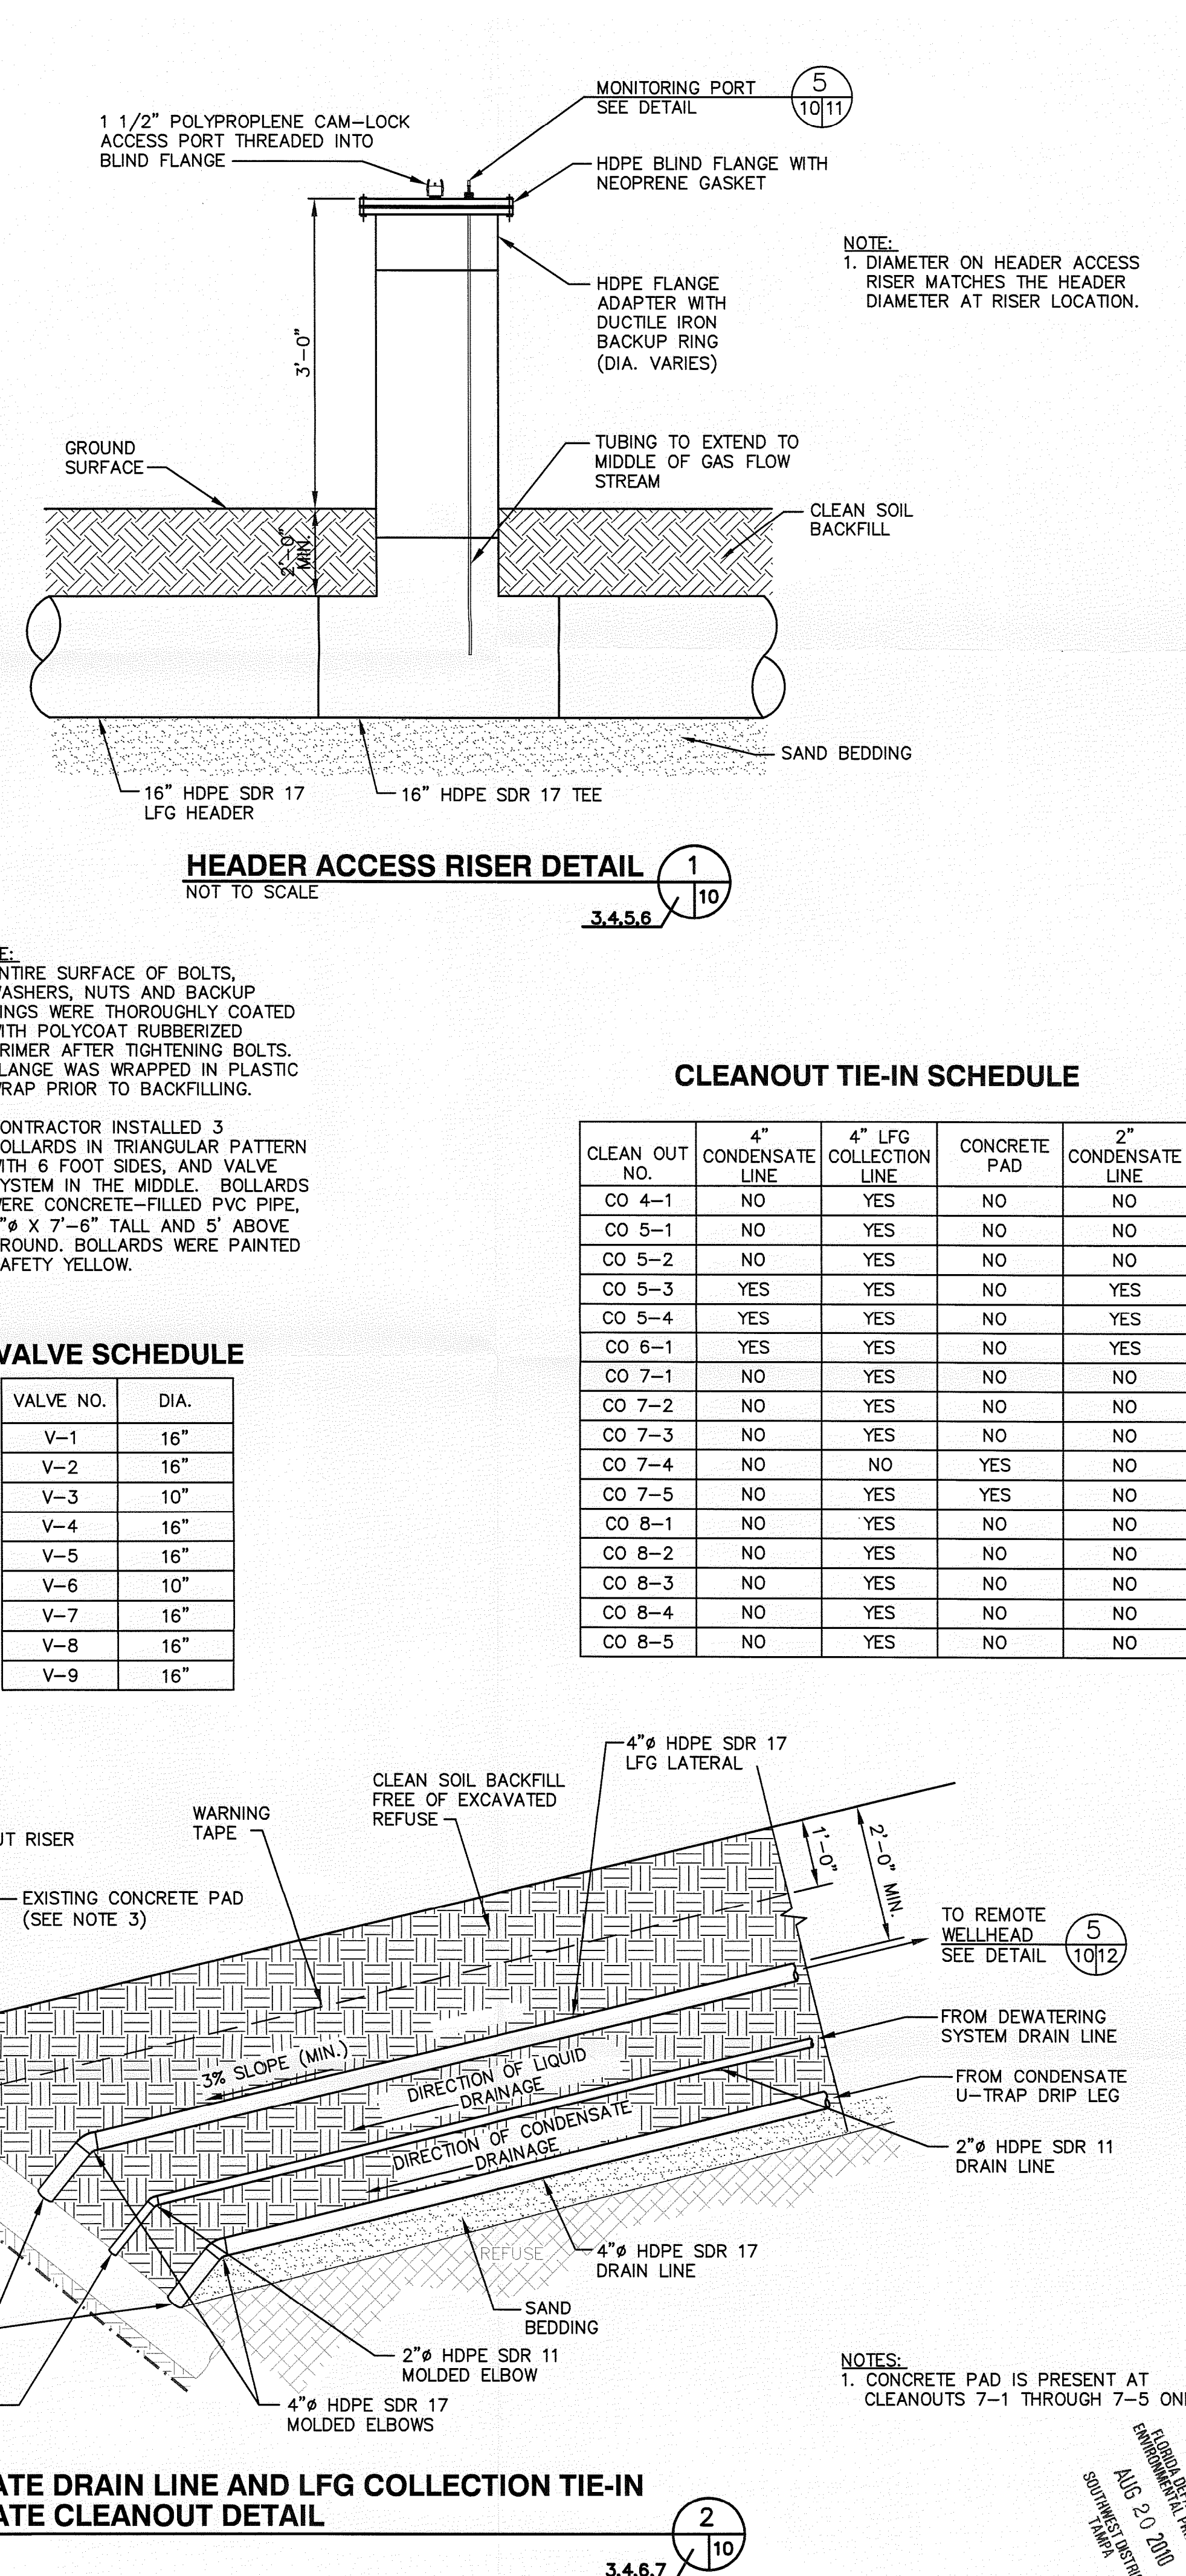 MONITORING PORT
SEE DETAIL
5
10 11
1 1/2" POLYPROPLENE CAM-LOCK
ACCESS PORT THREADED INTO
BLIND FLANGE
HDPE BLIND FLANGE WITH
NEOPRENE GASKET
NOTE:
1. DIAMETER ON HEADER ACCESS
RISER MATCHES THE HEADER
DIAMETER AT RISER LOCATION.
HDPE FLANGE
ADAPTER WITH
DUCTILE IRON
BACKUP RING
(DIA. VARIES)
3'-0"
GROUND
SURFACE
TUBING TO EXTEND TO
MIDDLE OF GAS FLOW
STREAM
CLEAN SOIL
BACKFILL
2'-0"
MIN.
SAND BEDDING
16" HDPE SDR 17
LFG HEADER
16" HDPE SDR 17 TEE
HEADER ACCESS RISER DETAIL
NOT TO SCALE
1
10
3,4,5,6
E:
NTIRE SURFACE OF BOLTS,
ASHERS, NUTS AND BACKUP
INGS WERE THOROUGHLY COATED
ITH POLYCOAT RUBBERIZED
RIMER AFTER TIGHTENING BOLTS.
LANGE WAS WRAPPED IN PLASTIC
RAP PRIOR TO BACKFILLING.
ONTRACTOR INSTALLED 3
OLLARDS IN TRIANGULAR PATTERN
ITH 6 FOOT SIDES, AND VALVE
YSTEM IN THE MIDDLE. BOLLARDS
ERE CONCRETE-FILLED PVC PIPE,
"ø X 7'-6" TALL AND 5' ABOVE
ROUND. BOLLARDS WERE PAINTED
AFETY YELLOW.
CLEANOUT TIE-IN SCHEDULE
CLEAN OUT NO. 4" CONDENSATE LINE 4" LFG COLLECTION LINE CONCRETE PAD 2" CONDENSATE LINE
CO 4-1 NO YES NO NO
CO 5-1 NO YES NO NO
CO 5-2 NO YES NO NO
CO 5-3 YES YES NO YES
CO 5-4 YES YES NO YES
CO 6-1 YES YES NO YES
CO 7-1 NO YES NO NO
CO 7-2 NO YES NO NO
CO 7-3 NO YES NO NO
CO 7-4 NO NO YES NO
CO 7-5 NO YES YES NO
CO 8-1 NO YES NO NO
CO 8-2 NO YES NO NO
CO 8-3 NO YES NO NO
CO 8-4 NO YES NO NO
CO 8-5 NO YES NO NO
VALVE SCHEDULE
VALVE NO. DIA.
V-1 16"
V-2 16"
V-3 10"
V-4 16"
V-5 16"
V-6 10"
V-7 16"
V-8 16"
V-9 16"
4"ø HDPE SDR 17
LFG LATERAL
CLEAN SOIL BACKFILL
FREE OF EXCAVATED
REFUSE
WARNING
TAPE
UT RISER
EXISTING CONCRETE PAD
(SEE NOTE 3)
1'-0"
2'-0" MIN.
TO REMOTE
WELLHEAD
SEE DETAIL
5
10 12
FROM DEWATERING
SYSTEM DRAIN LINE
FROM CONDENSATE
U-TRAP DRIP LEG
3% SLOPE (MIN.)
DIRECTION OF LIQUID
DRAINAGE
DIRECTION OF CONDENSATE
DRAINAGE
2"ø HDPE SDR 11
DRAIN LINE
REFUSE
4"ø HDPE SDR 17
DRAIN LINE
SAND
BEDDING
2"ø HDPE SDR 11
MOLDED ELBOW
4"ø HDPE SDR 17
MOLDED ELBOWS
NOTES:
1. CONCRETE PAD IS PRESENT AT
CLEANOUTS 7-1 THROUGH 7-5 ONL
FLORIDA DEP
ENVIRONMENTAL PR
AUG 20 2010
SOUTHWEST DISTRIC
TAMPA
ATE DRAIN LINE AND LFG COLLECTION TIE-IN
ATE CLEANOUT DETAIL
2
10
3,4,6,7